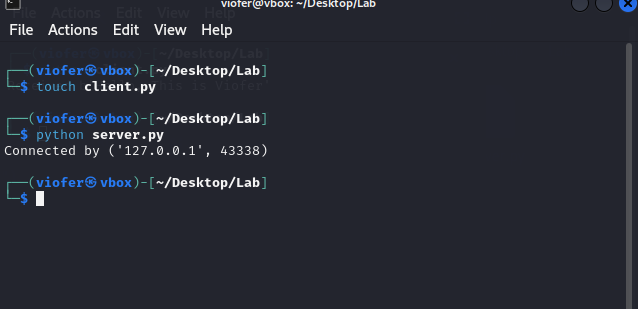 viofer@vbox: ~/Desktop/Lab
File Actions Edit View Help
┌──(viofer㉿vbox)-[~/Desktop/Lab]
└─$ touch client.py
┌──(viofer㉿vbox)-[~/Desktop/Lab]
└─$ python server.py
Connected by ('127.0.0.1', 43338)
┌──(viofer㉿vbox)-[~/Desktop/Lab]
└─$